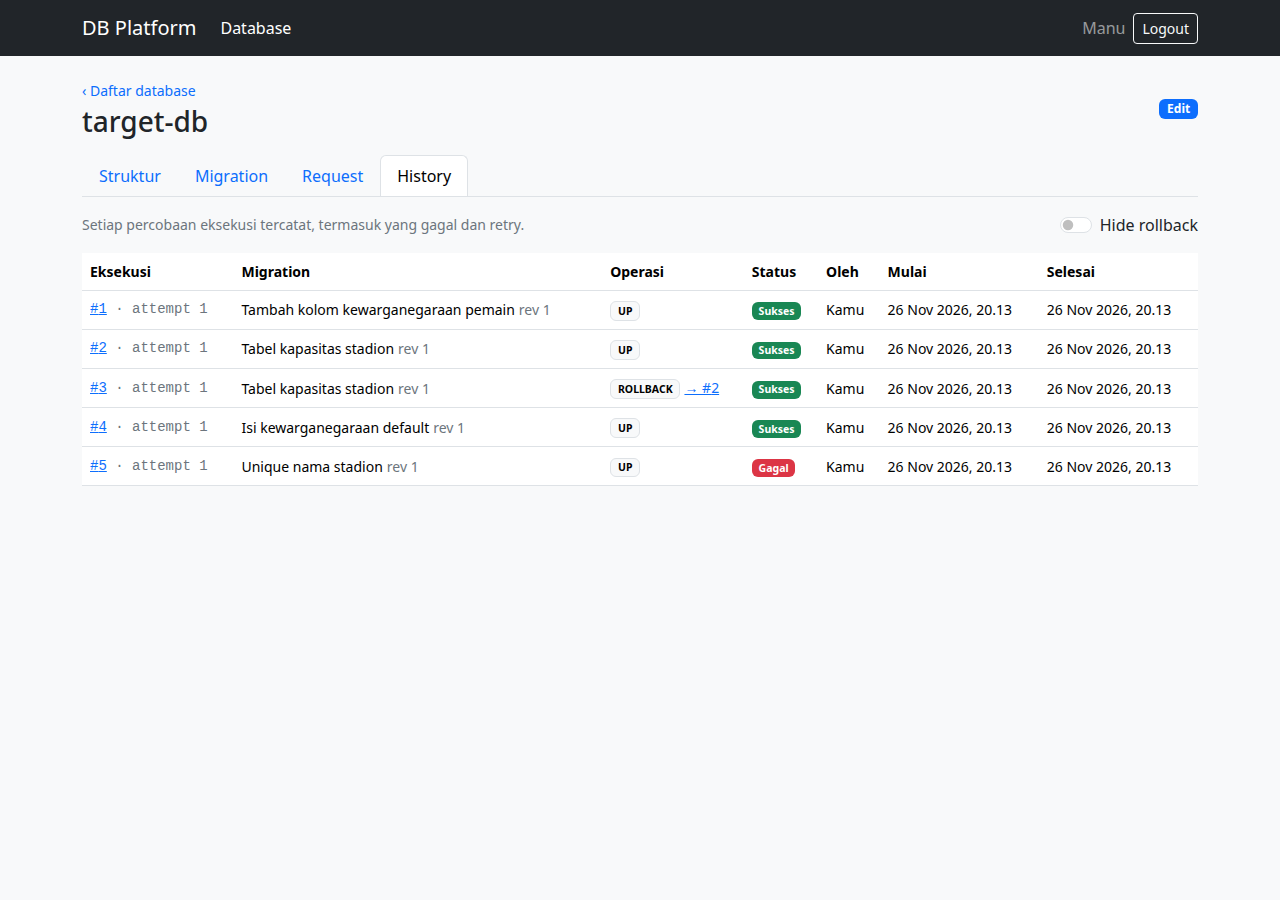 DB Platform Database Manu Logout
‹ Daftar database
target-db Edit
Struktur Migration Request History
Setiap percobaan eksekusi tercatat, termasuk yang gagal dan retry. Hide rollback
Eksekusi Migration Operasi Status Oleh Mulai Selesai
#1 · attempt 1 Tambah kolom kewarganegaraan pemain rev 1 UP Sukses Kamu 26 Nov 2026, 20.13 26 Nov 2026, 20.13
#2 · attempt 1 Tabel kapasitas stadion rev 1 UP Sukses Kamu 26 Nov 2026, 20.13 26 Nov 2026, 20.13
#3 · attempt 1 Tabel kapasitas stadion rev 1 ROLLBACK → #2 Sukses Kamu 26 Nov 2026, 20.13 26 Nov 2026, 20.13
#4 · attempt 1 Isi kewarganegaraan default rev 1 UP Sukses Kamu 26 Nov 2026, 20.13 26 Nov 2026, 20.13
#5 · attempt 1 Unique nama stadion rev 1 UP Gagal Kamu 26 Nov 2026, 20.13 26 Nov 2026, 20.13